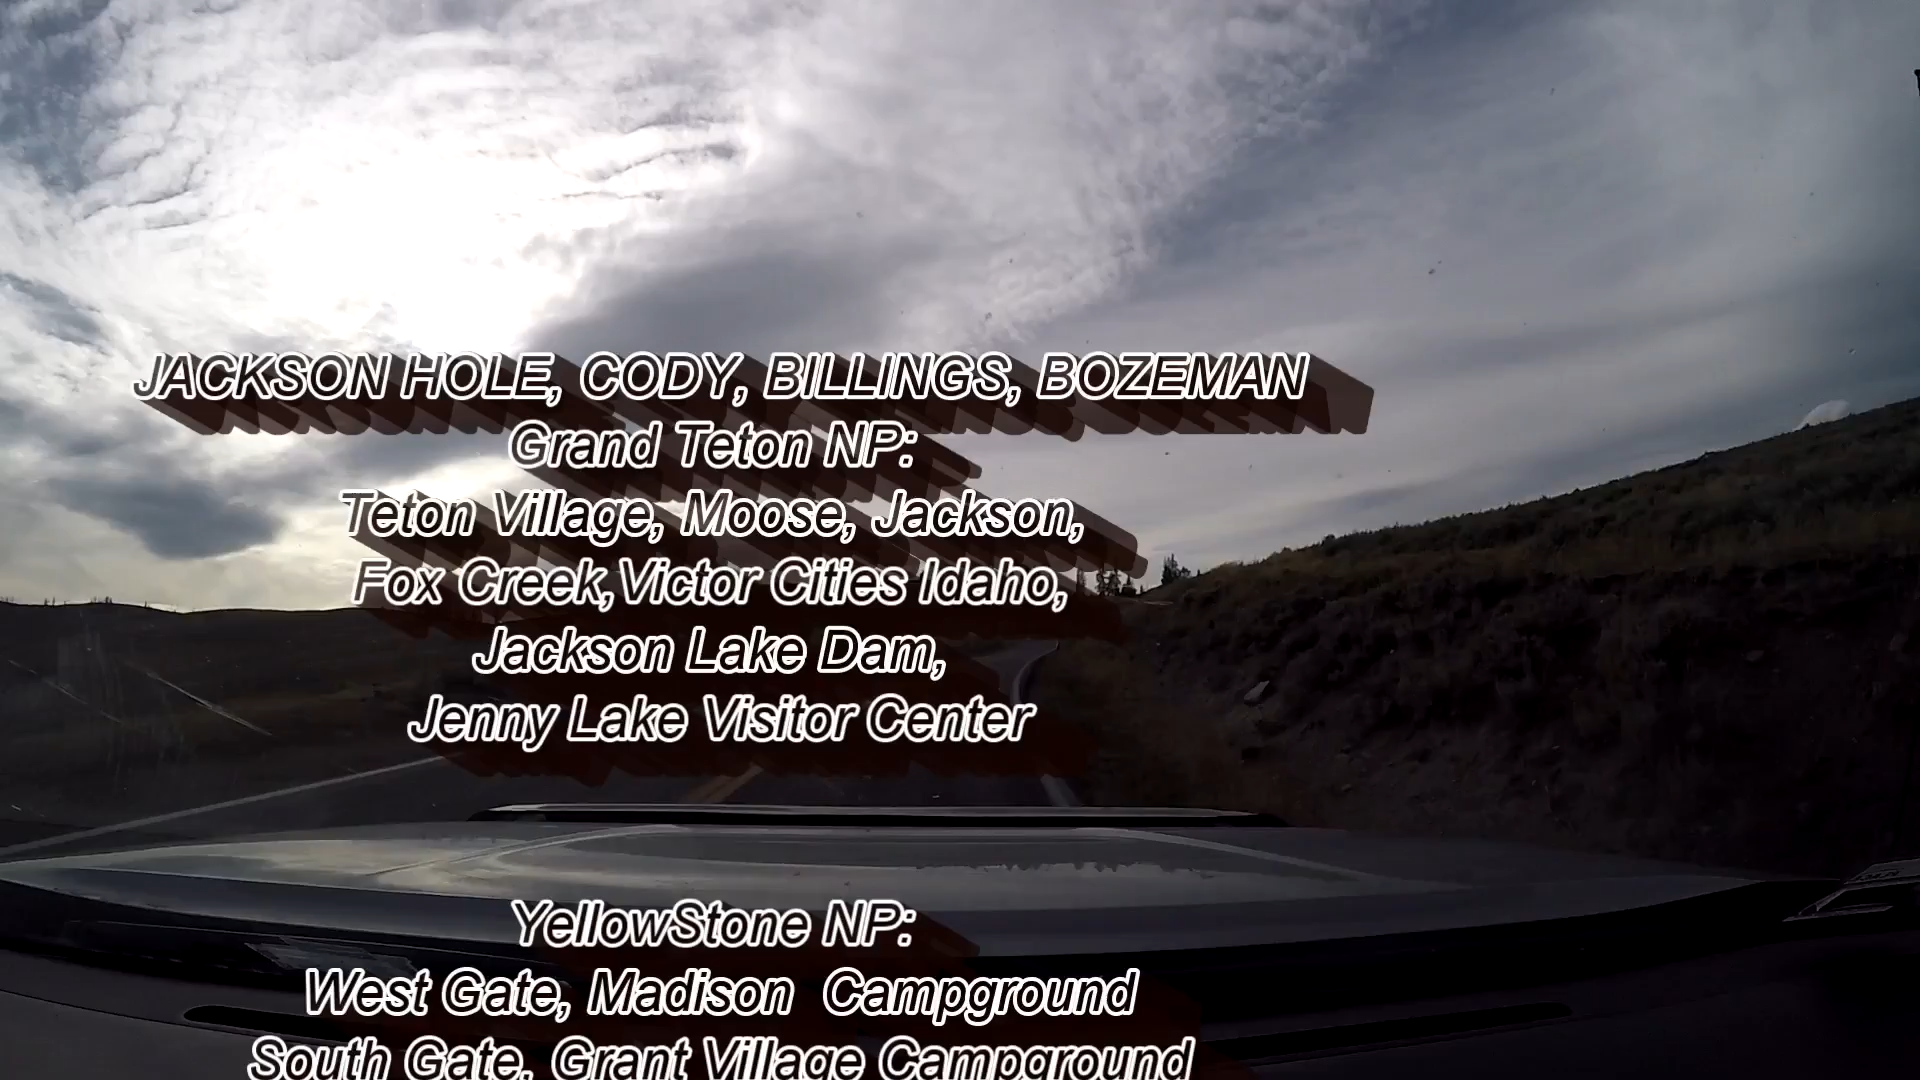 JACKSON HOLE, CODY, BILLINGS, BOZEMAN
Grand Teton NP:
Teton Village, Moose, Jackson,
Fox Creek,Victor Cities Idaho,
Jackson Lake Dam,
Jenny Lake Visitor Center
YellowStone NP:
West Gate, Madison  Campground
South Gate, Grant Village Campground